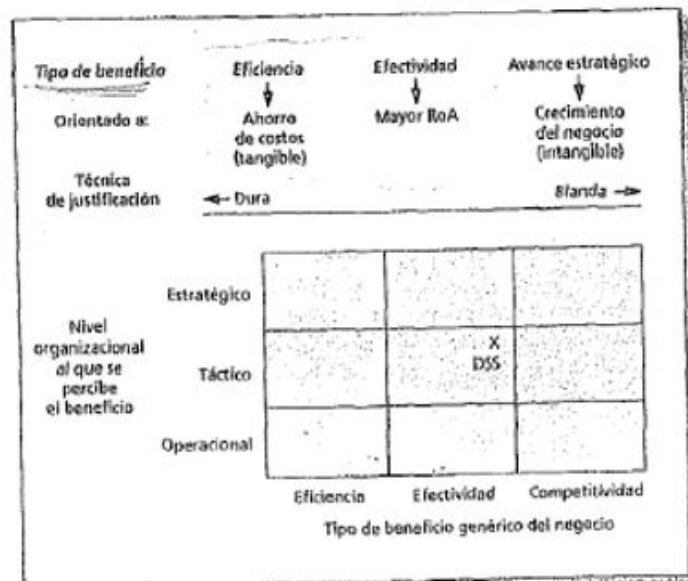 Tipo de beneficio Eficiencia Efectividad Avance estratégico
Orientado a: Ahorro de costos (tangible) Mayor RoA Crecimiento del negocio (intangible)
Técnica de justificación Dura Blanda
Nivel organizacional al que se percibe el beneficio
Estratégico
Táctico
X
DSS
Operacional
Eficiencia Efectividad Competitividad
Tipo de beneficio genérico del negocio